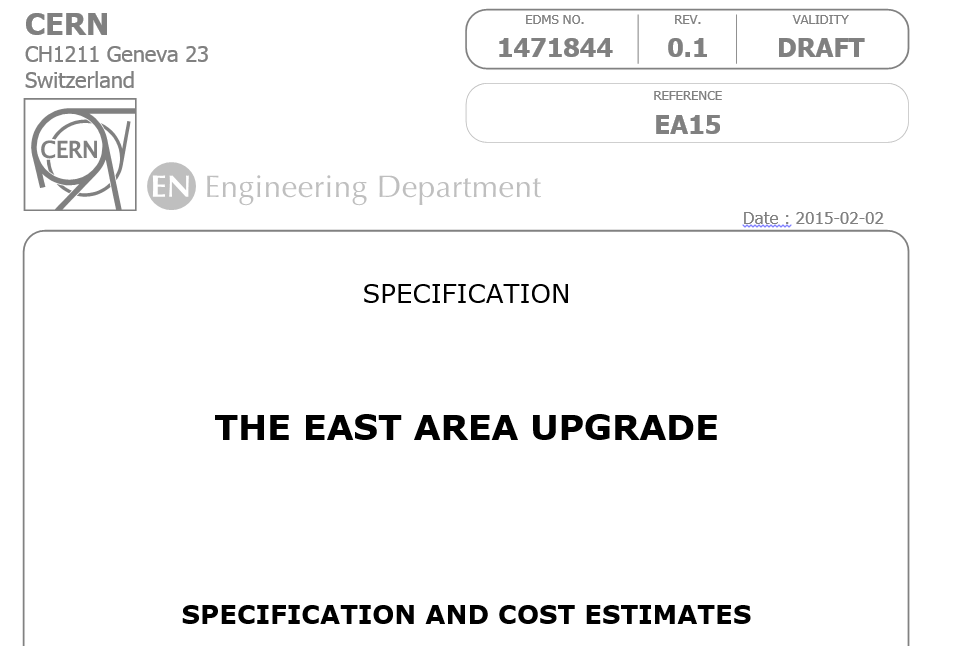 CERN
CH1211 Geneva 23
Switzerland
EDMS NO.
1471844
REV.
0.1
VALIDITY
DRAFT
REFERENCE
EA15
CERN
EN Engineering Department
Date : 2015-02-02
SPECIFICATION
THE EAST AREA UPGRADE
SPECIFICATION AND COST ESTIMATES